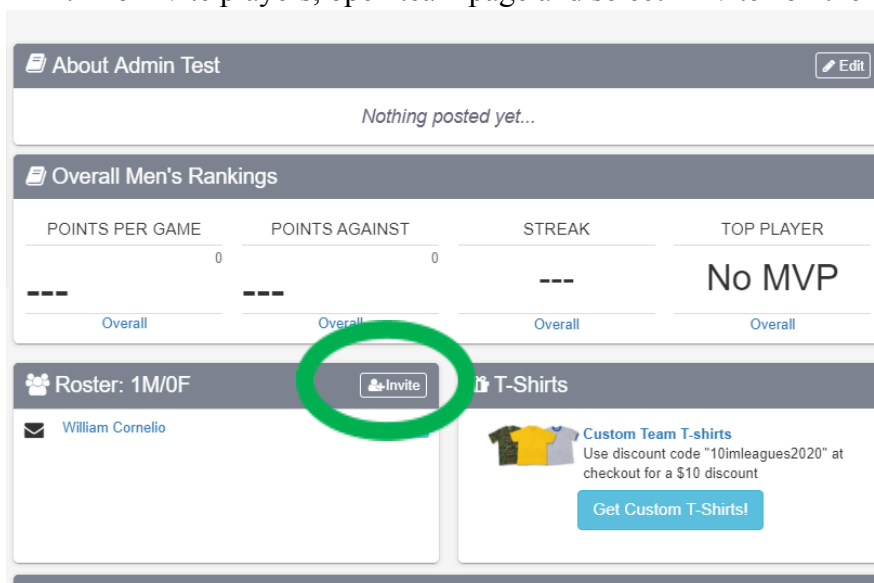 About Admin Test
Edit
Nothing posted yet...
Overall Men's Rankings
POINTS PER GAME
POINTS AGAINST
STREAK
TOP PLAYER
0
0
---
---
---
No MVP
Overall
Overall
Overall
Overall
Roster: 1M/0F
Invite
T-Shirts
William Cornelio
Custom Team T-shirts
Use discount code "10imleagues2020" at
checkout for a $10 discount
Get Custom T-Shirts!